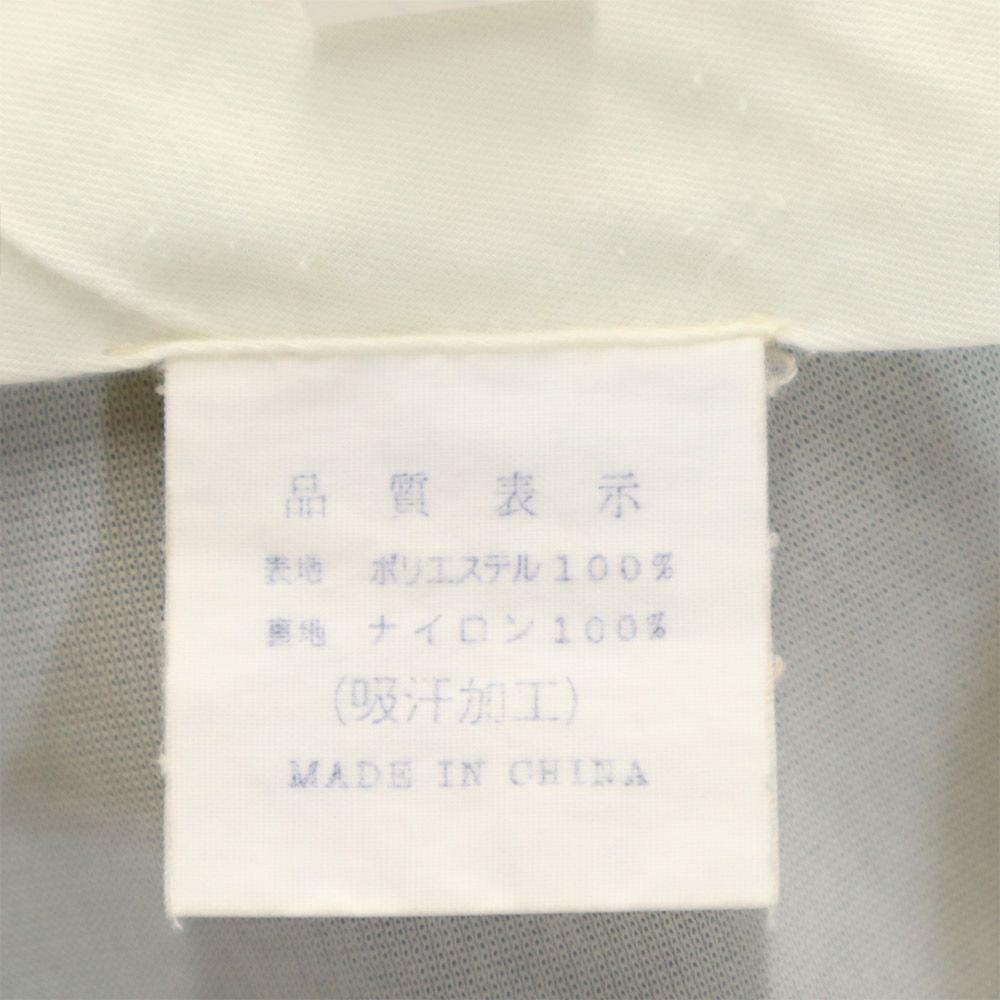 品質表示
表地 ポリエステル100%
裏地 ナイロン100%
(吸汗加工)
MADE IN CHINA